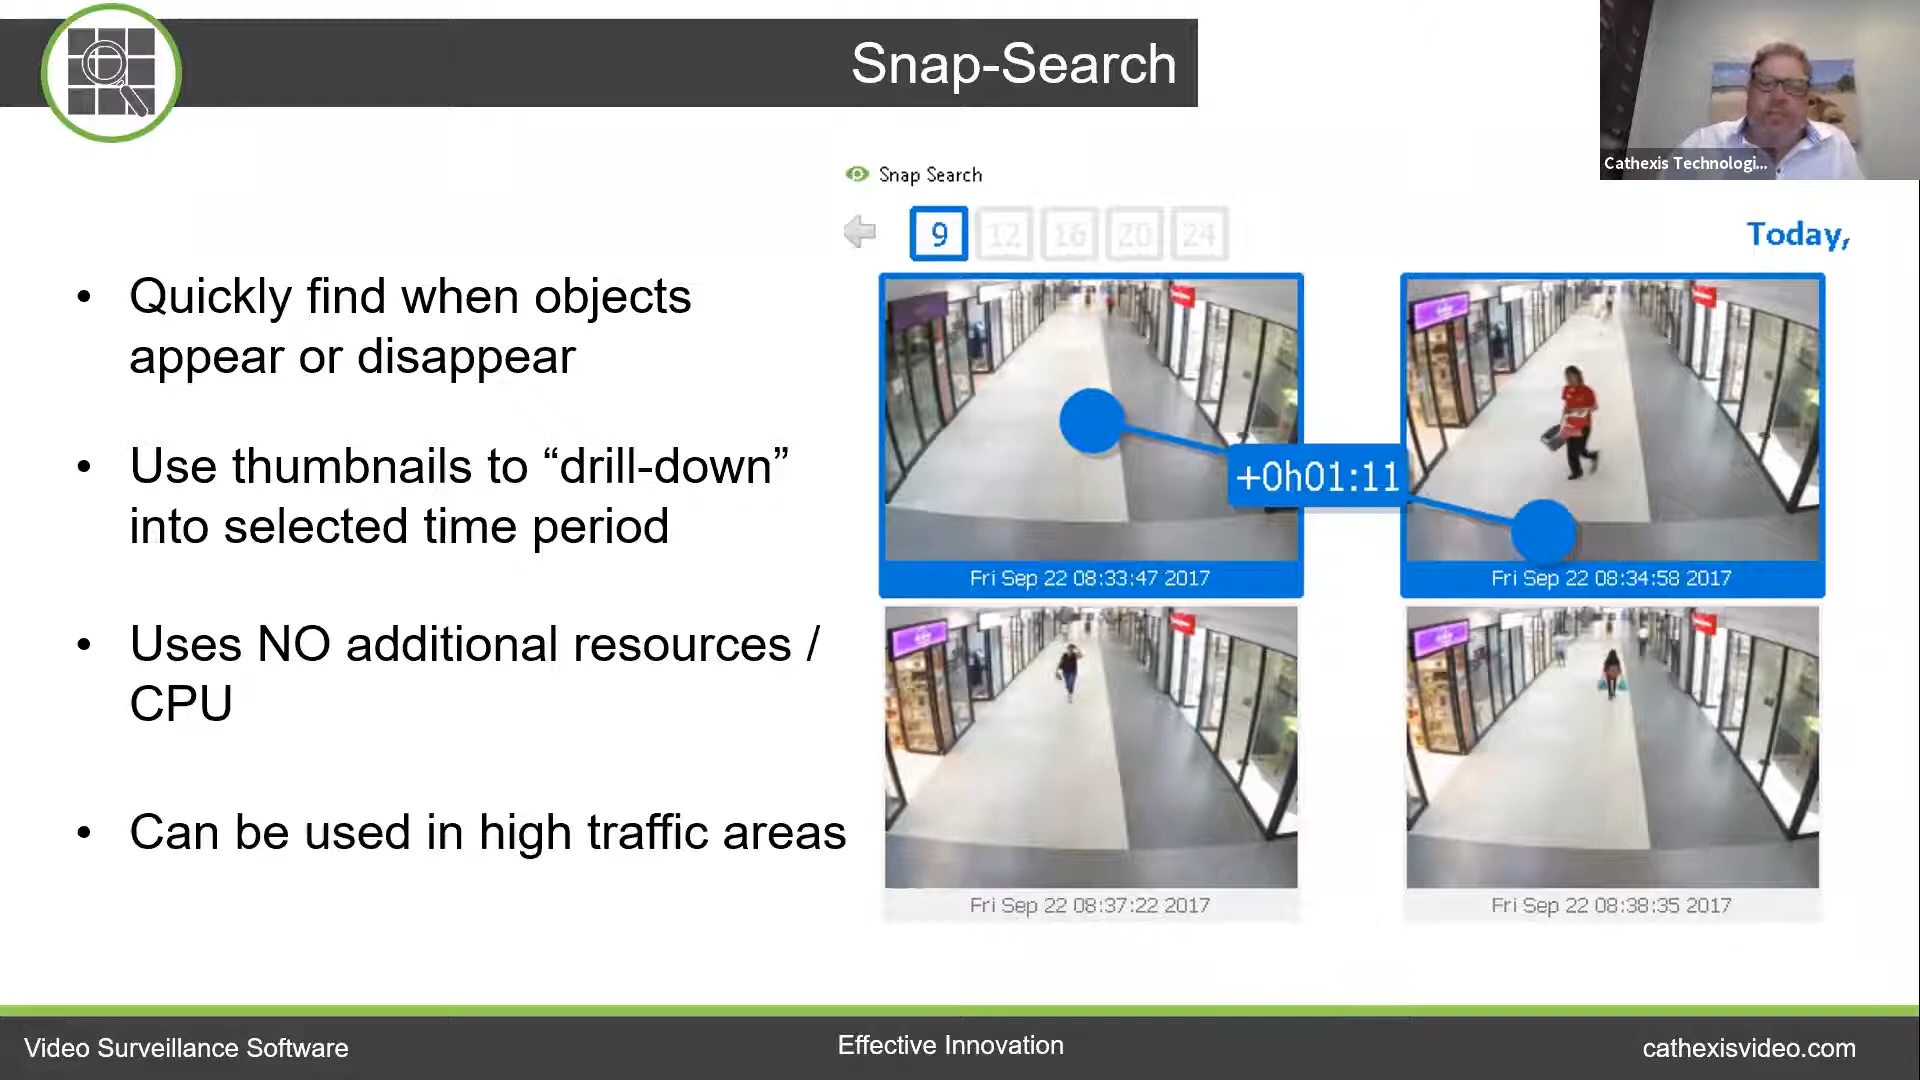 Snap-Search
Cathexis Technologi...
Snap Search
9 12 16 20 24
Today,
• Quickly find when objects
appear or disappear
• Use thumbnails to “drill-down”
into selected time period
• Uses NO additional resources /
CPU
• Can be used in high traffic areas
+0h01:11
Fri Sep 22 08:33:47 2017
Fri Sep 22 08:34:58 2017
Fri Sep 22 08:37:22 2017
Fri Sep 22 08:38:35 2017
Video Surveillance Software
Effective Innovation
cathexisvideo.com